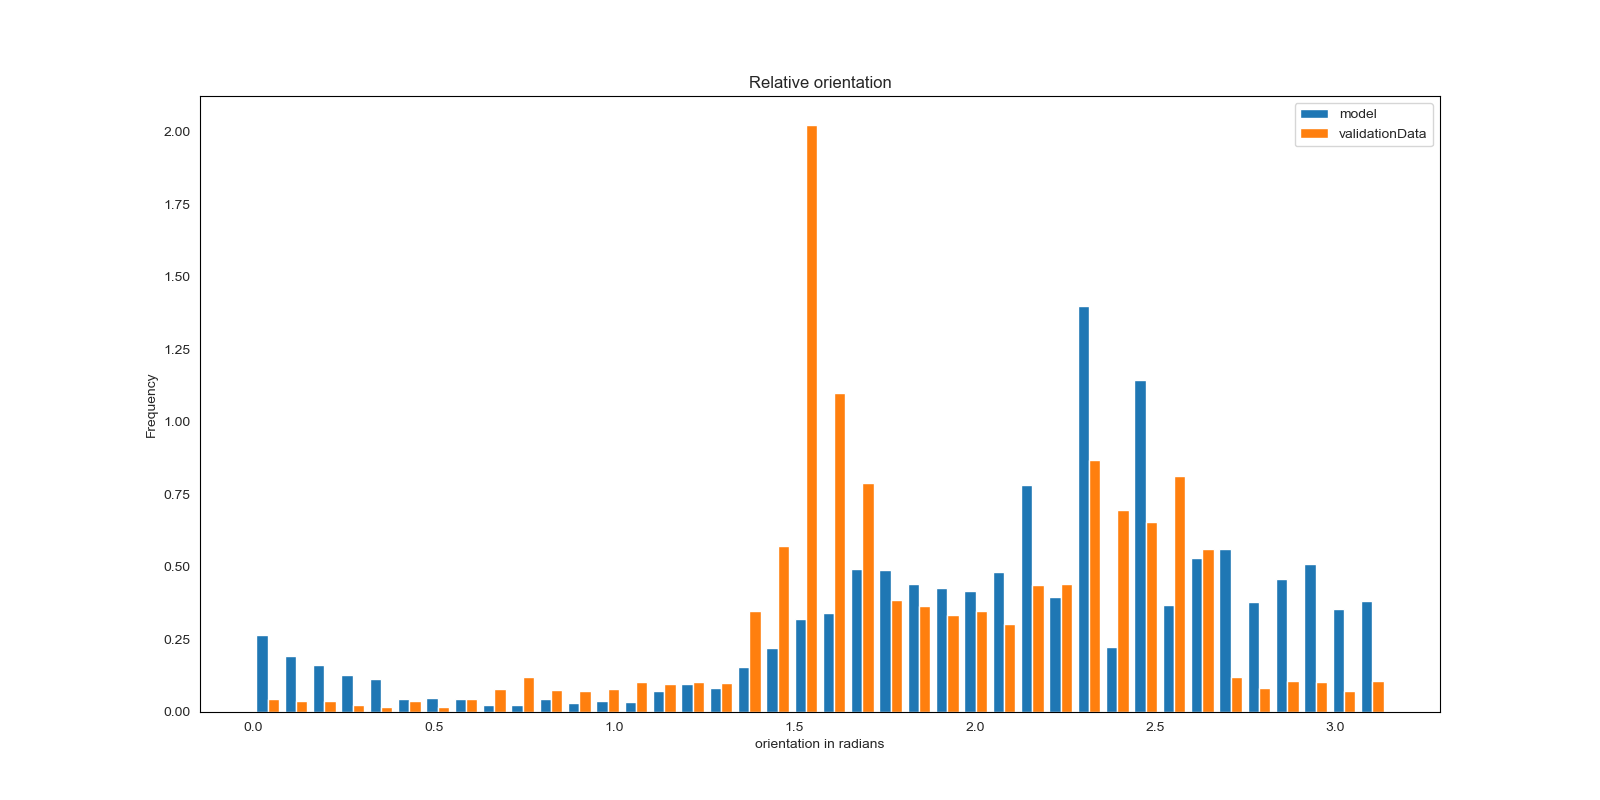 Relative orientation
model
validationData
2.00
1.75
1.50
1.25
1.00
0.75
0.50
0.25
0.00
Frequency
0.0 0.5 1.0 1.5 2.0 2.5 3.0
orientation in radians